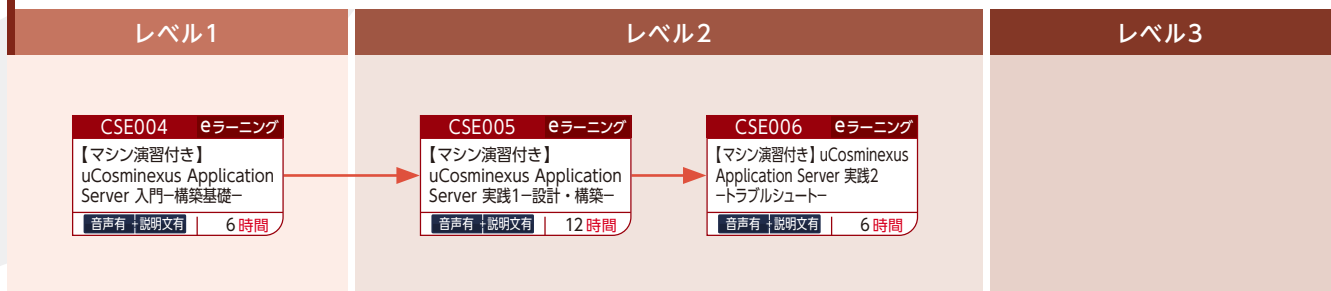 レベル1
レベル2
レベル3
CSE004 eラーニング
【マシン演習付き】
uCosminexus Application
Server 入門ー構築基礎ー
音声有+説明文有 6時間
CSE005 eラーニング
【マシン演習付き】
uCosminexus Application
Server 実践1ー設計・構築ー
音声有+説明文有 12時間
CSE006 eラーニング
【マシン演習付き】uCosminexus
Application Server 実践2
ートラブルシュートー
音声有+説明文有 6時間